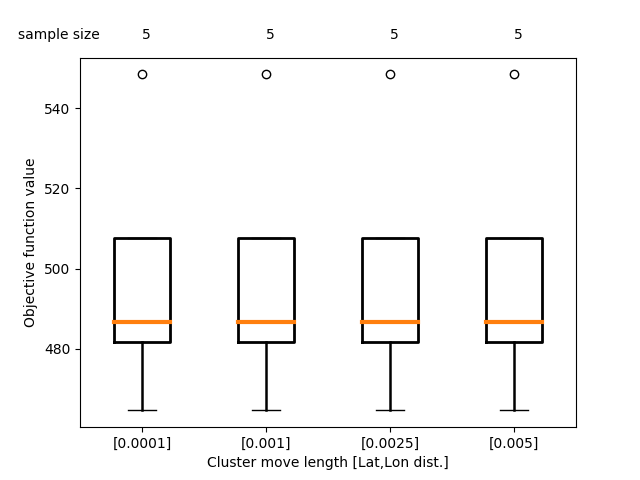 sample size 5 5 5 5
540
520
500
480
Objective function value
[0.0001] [0.001] [0.0025] [0.005]
Cluster move length [Lat,Lon dist.]